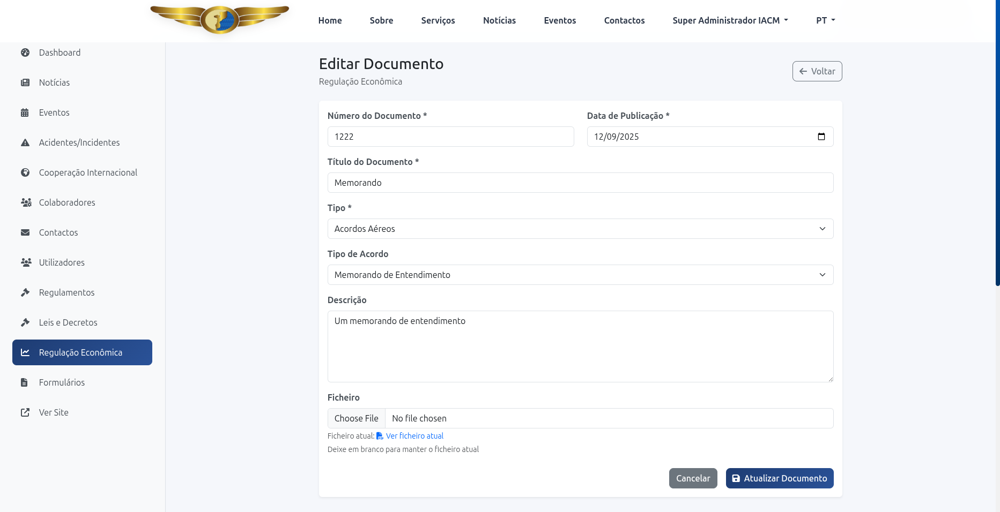 Home Sobre Serviços Notícias Eventos Contactos Super Administrador IACM PT
Dashboard
Notícias
Eventos
Acidentes/Incidentes
Cooperação Internacional
Colaboradores
Contactos
Utilizadores
Regulamentos
Leis e Decretos
Regulação Econômica
Formulários
Ver Site
Editar Documento
Regulação Econômica
Voltar
Número do Documento *
1222
Data de Publicação *
12/09/2025
Título do Documento *
Memorando
Tipo *
Acordos Aéreos
Tipo de Acordo
Memorando de Entendimento
Descrição
Um memorando de entendimento
Ficheiro
Choose File No file chosen
Ficheiro atual: Ver ficheiro atual
Deixe em branco para manter o ficheiro atual
Cancelar Atualizar Documento